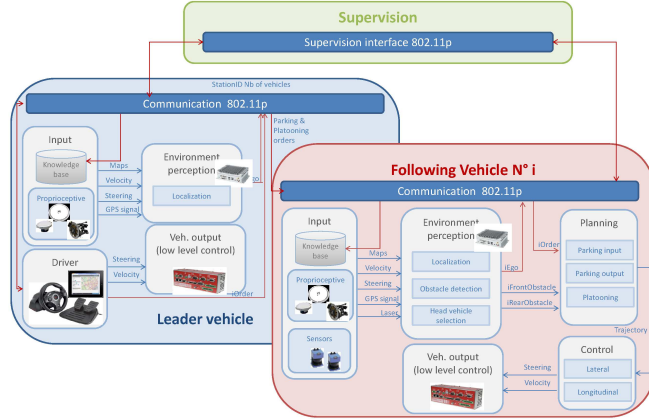 Supervision
Supervision interface 802.11p
StationID Nb of vehicles
Communication 802.11p
Parking &
Platooning
orders
Input
Knowledge
base
Maps
Velocity
Steering
GPS signal
Proprioceptive
Environment
perception
Localization
Driver
Steering
Velocity
Veh. output
(low level control)
iOrder
Leader vehicle
Following Vehicle N° i
Communication 802.11p
Input
Knowledge
base
Maps
Velocity
Steering
GPS signal
Laser
Proprioceptive
Sensors
Environment
perception
Localization
Obstacle detection
Head vehicle
selection
iEgo
iFrontObstacle
iRearObstacle
iOrder
Planning
Parking input
Parking output
Platooning
Trajectory
Control
Lateral
Longitudinal
Steering
Velocity
Veh. output
(low level control)